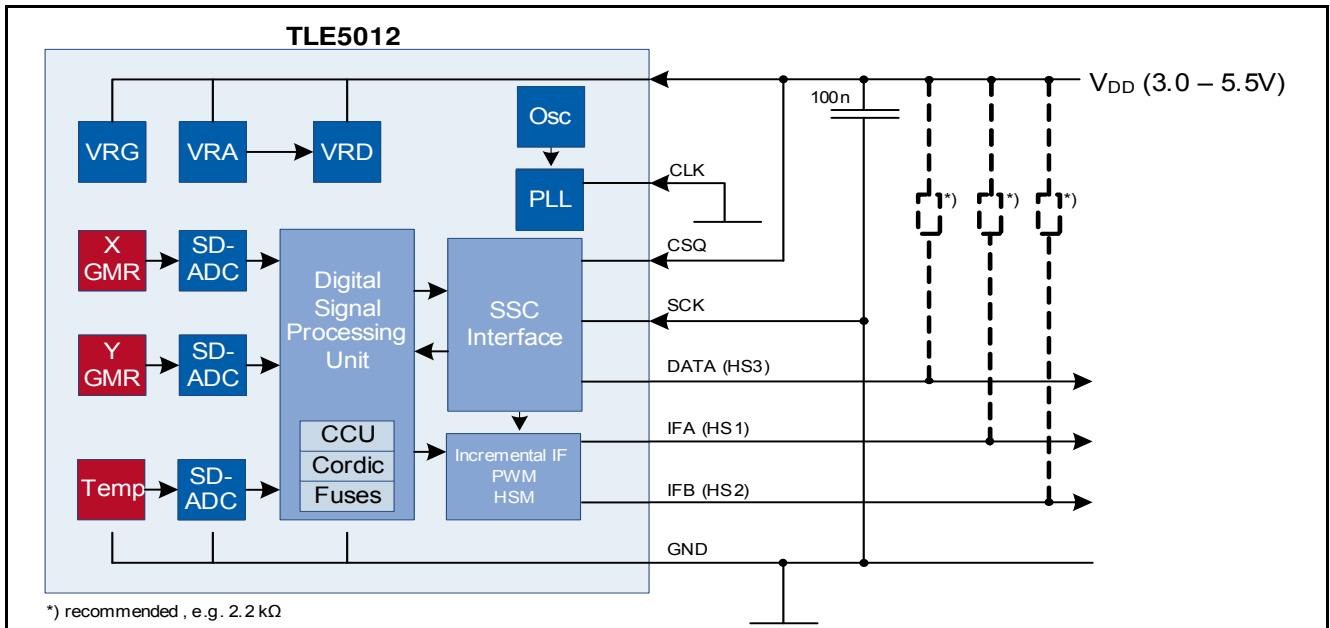 TLE5012
V_DD (3.0 – 5.5V)
100n
Osc
VRG
VRA
VRD
CLK
PLL
*)
*)
*)
X
GMR
SD-
ADC
CSQ
Digital
Signal
Processing
Unit
SSC
Interface
SCK
Y
GMR
SD-
ADC
DATA (HS3)
CCU
Cordic
Fuses
IFA (HS1)
Incremental IF
PWM
HSM
Temp
SD-
ADC
IFB (HS2)
GND
*) recommended , e.g. 2.2 kΩ